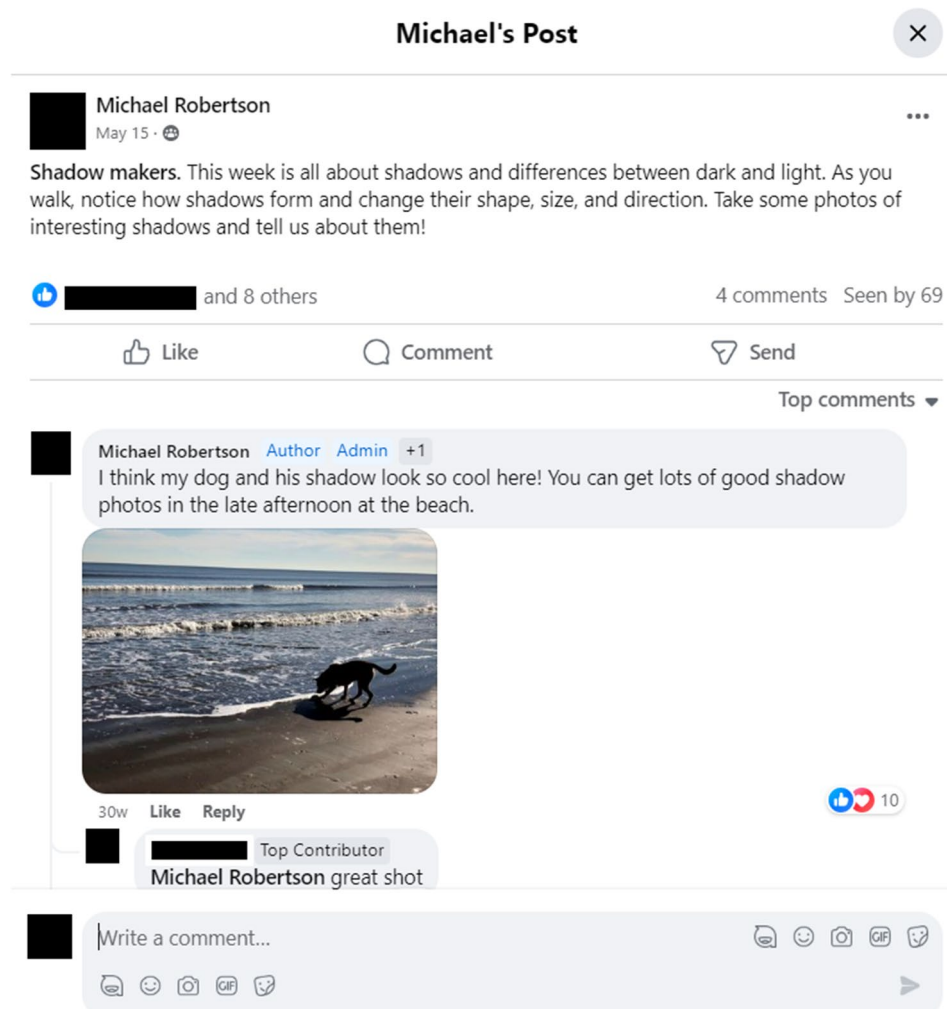 Michael's Post
Michael Robertson
May 15 ·
Shadow makers. This week is all about shadows and differences between dark and light. As you
walk, notice how shadows form and change their shape, size, and direction. Take some photos of
interesting shadows and tell us about them!
and 8 others 4 comments Seen by 69
Like Comment Send
Top comments
Michael Robertson Author Admin +1
I think my dog and his shadow look so cool here! You can get lots of good shadow
photos in the late afternoon at the beach.
30w Like Reply 10
Top Contributor
Michael Robertson great shot
Write a comment... GIF
GIF